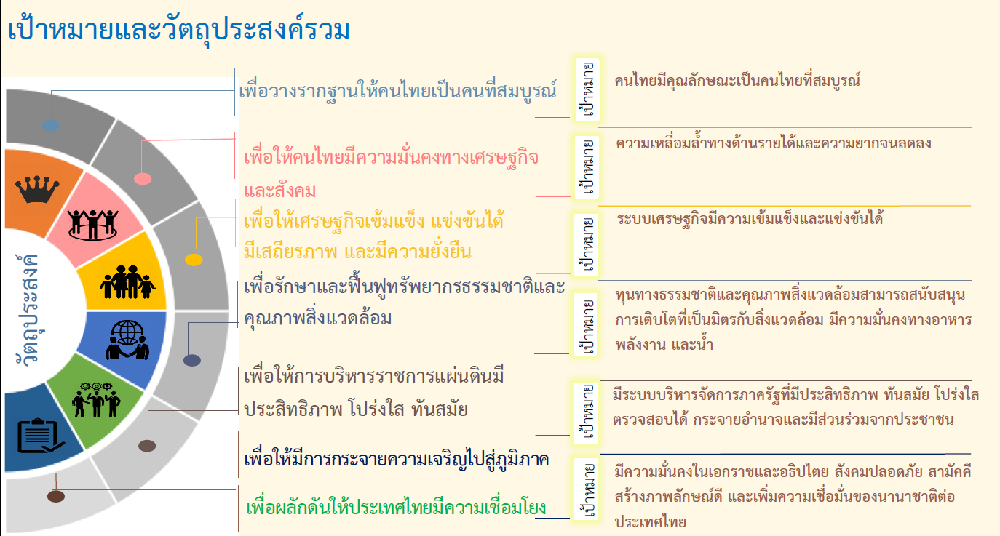 เป้าหมายและวัตถุประสงค์รวม
วัตถุประสงค์
เพื่อวางรากฐานให้คนไทยเป็นคนที่สมบูรณ์
เป้าหมาย
คนไทยมีคุณลักษณะเป็นคนไทยที่สมบูรณ์
เพื่อให้คนไทยมีความมั่นคงทางเศรษฐกิจ
และสังคม
เป้าหมาย
ความเหลื่อมล้ำทางด้านรายได้และความยากจนลดลง
เพื่อให้เศรษฐกิจเข้มแข็ง แข่งขันได้
มีเสถียรภาพ และมีความยั่งยืน
เป้าหมาย
ระบบเศรษฐกิจมีความเข้มแข็งและแข่งขันได้
เพื่อรักษาและฟื้นฟูทรัพยากรธรรมชาติและ
คุณภาพสิ่งแวดล้อม
เป้าหมาย
ทุนทางธรรมชาติและคุณภาพสิ่งแวดล้อมสามารถสนับสนุน
การเติบโตที่เป็นมิตรกับสิ่งแวดล้อม มีความมั่นคงทางอาหาร
พลังงาน และน้ำ
เพื่อให้การบริหารราชการแผ่นดินมี
ประสิทธิภาพ โปร่งใส ทันสมัย
เป้าหมาย
มีระบบบริหารจัดการภาครัฐที่มีประสิทธิภาพ ทันสมัย โปร่งใส
ตรวจสอบได้ กระจายอำนาจและมีส่วนร่วมจากประชาชน
เพื่อให้มีการกระจายความเจริญไปสู่ภูมิภาค
เพื่อผลักดันให้ประเทศไทยมีความเชื่อมโยง
เป้าหมาย
มีความมั่นคงในเอกราชและอธิปไตย สังคมปลอดภัย สามัคคี
สร้างภาพลักษณ์ดี และเพิ่มความเชื่อมั่นของนานาชาติต่อ
ประเทศไทย